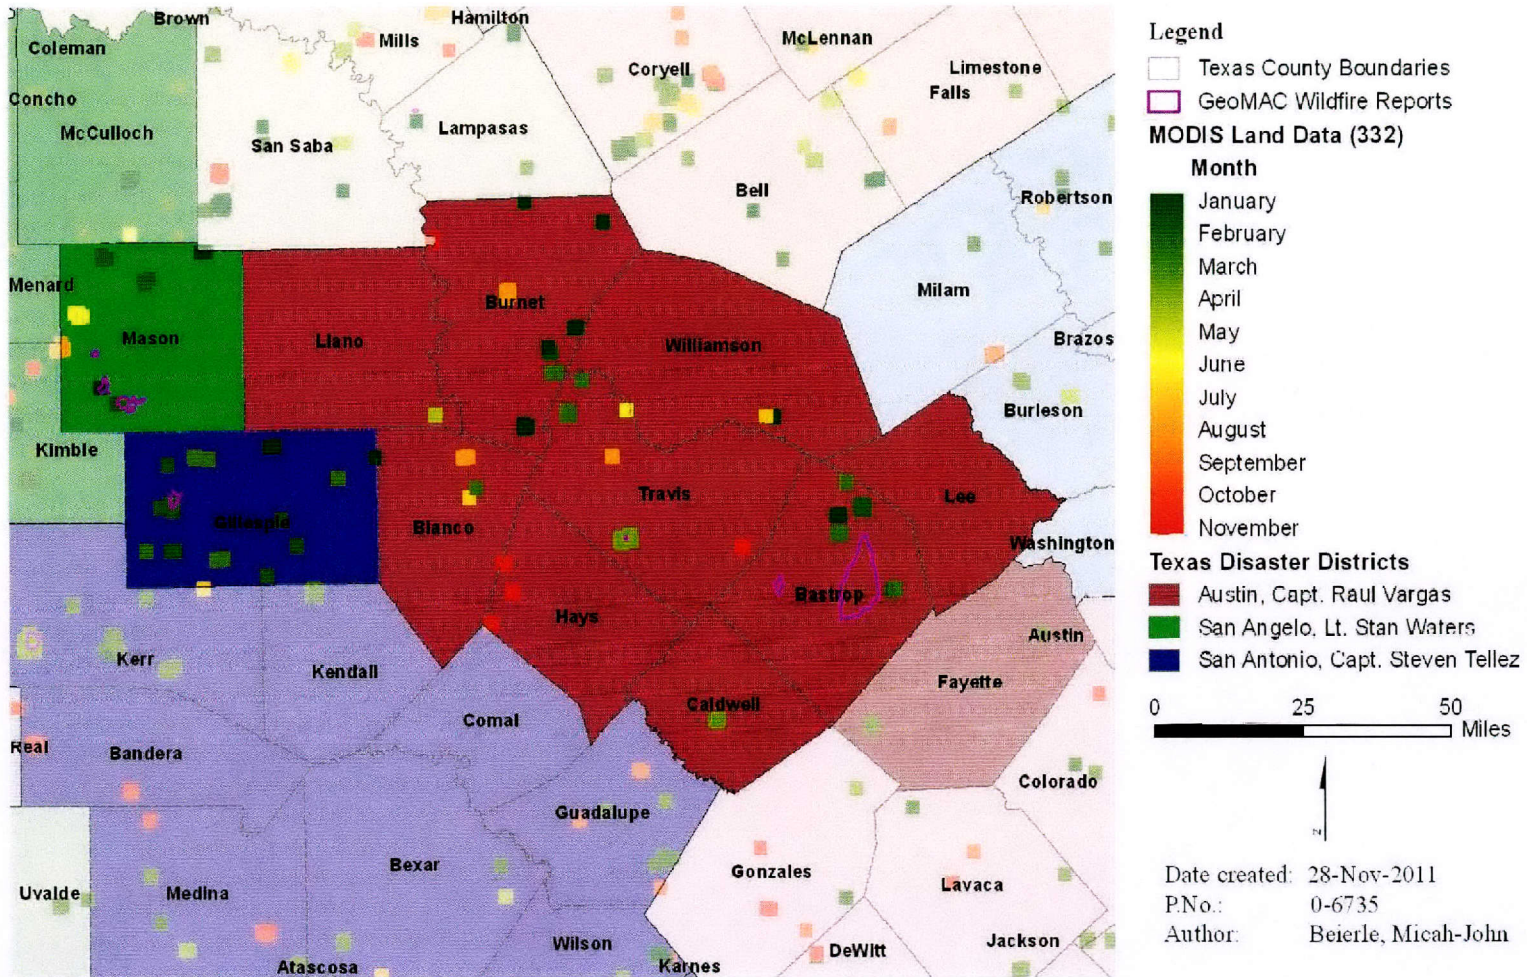 Brown
Hamilton
Coleman
Mills
McLennan
Coryell
Limestone
Falls
Concho
McCulloch
San Saba
Lampasas
Bell
Robertson
Menard
Milam
Burnet
Mason
Llano
Williamson
Brazos
Burleson
Kimble
Travis
Lee
Gillespie
Blanco
Washington
Bastrop
Hays
Austin
Kerr
Kendall
Fayette
Caldwell
Comal
Real
Bandera
Colorado
Guadalupe
Bexar
Gonzales
Lavaca
Uvalde
Medina
Wilson
DeWitt
Jackson
Atascosa
Karnes
Legend
Texas County Boundaries
GeoMAC Wildfire Reports
MODIS Land Data (332)
Month
January
February
March
April
May
June
July
August
September
October
November
Texas Disaster Districts
Austin, Capt. Raul Vargas
San Angelo, Lt. Stan Waters
San Antonio, Capt. Steven Tellez
0 25 50
Miles
z
Date created: 28-Nov-2011
P.No.: 0-6735
Author: Beierle, Micah-John